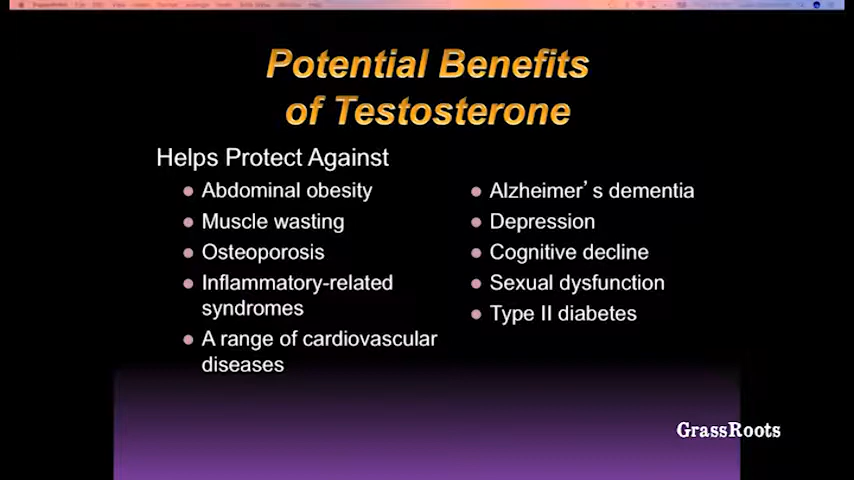 Potential Benefits
of Testosterone
Helps Protect Against
Abdominal obesity
Muscle wasting
Osteoporosis
Inflammatory-related
syndromes
A range of cardiovascular
diseases
Alzheimer's dementia
Depression
Cognitive decline
Sexual dysfunction
Type II diabetes
GrassRoots